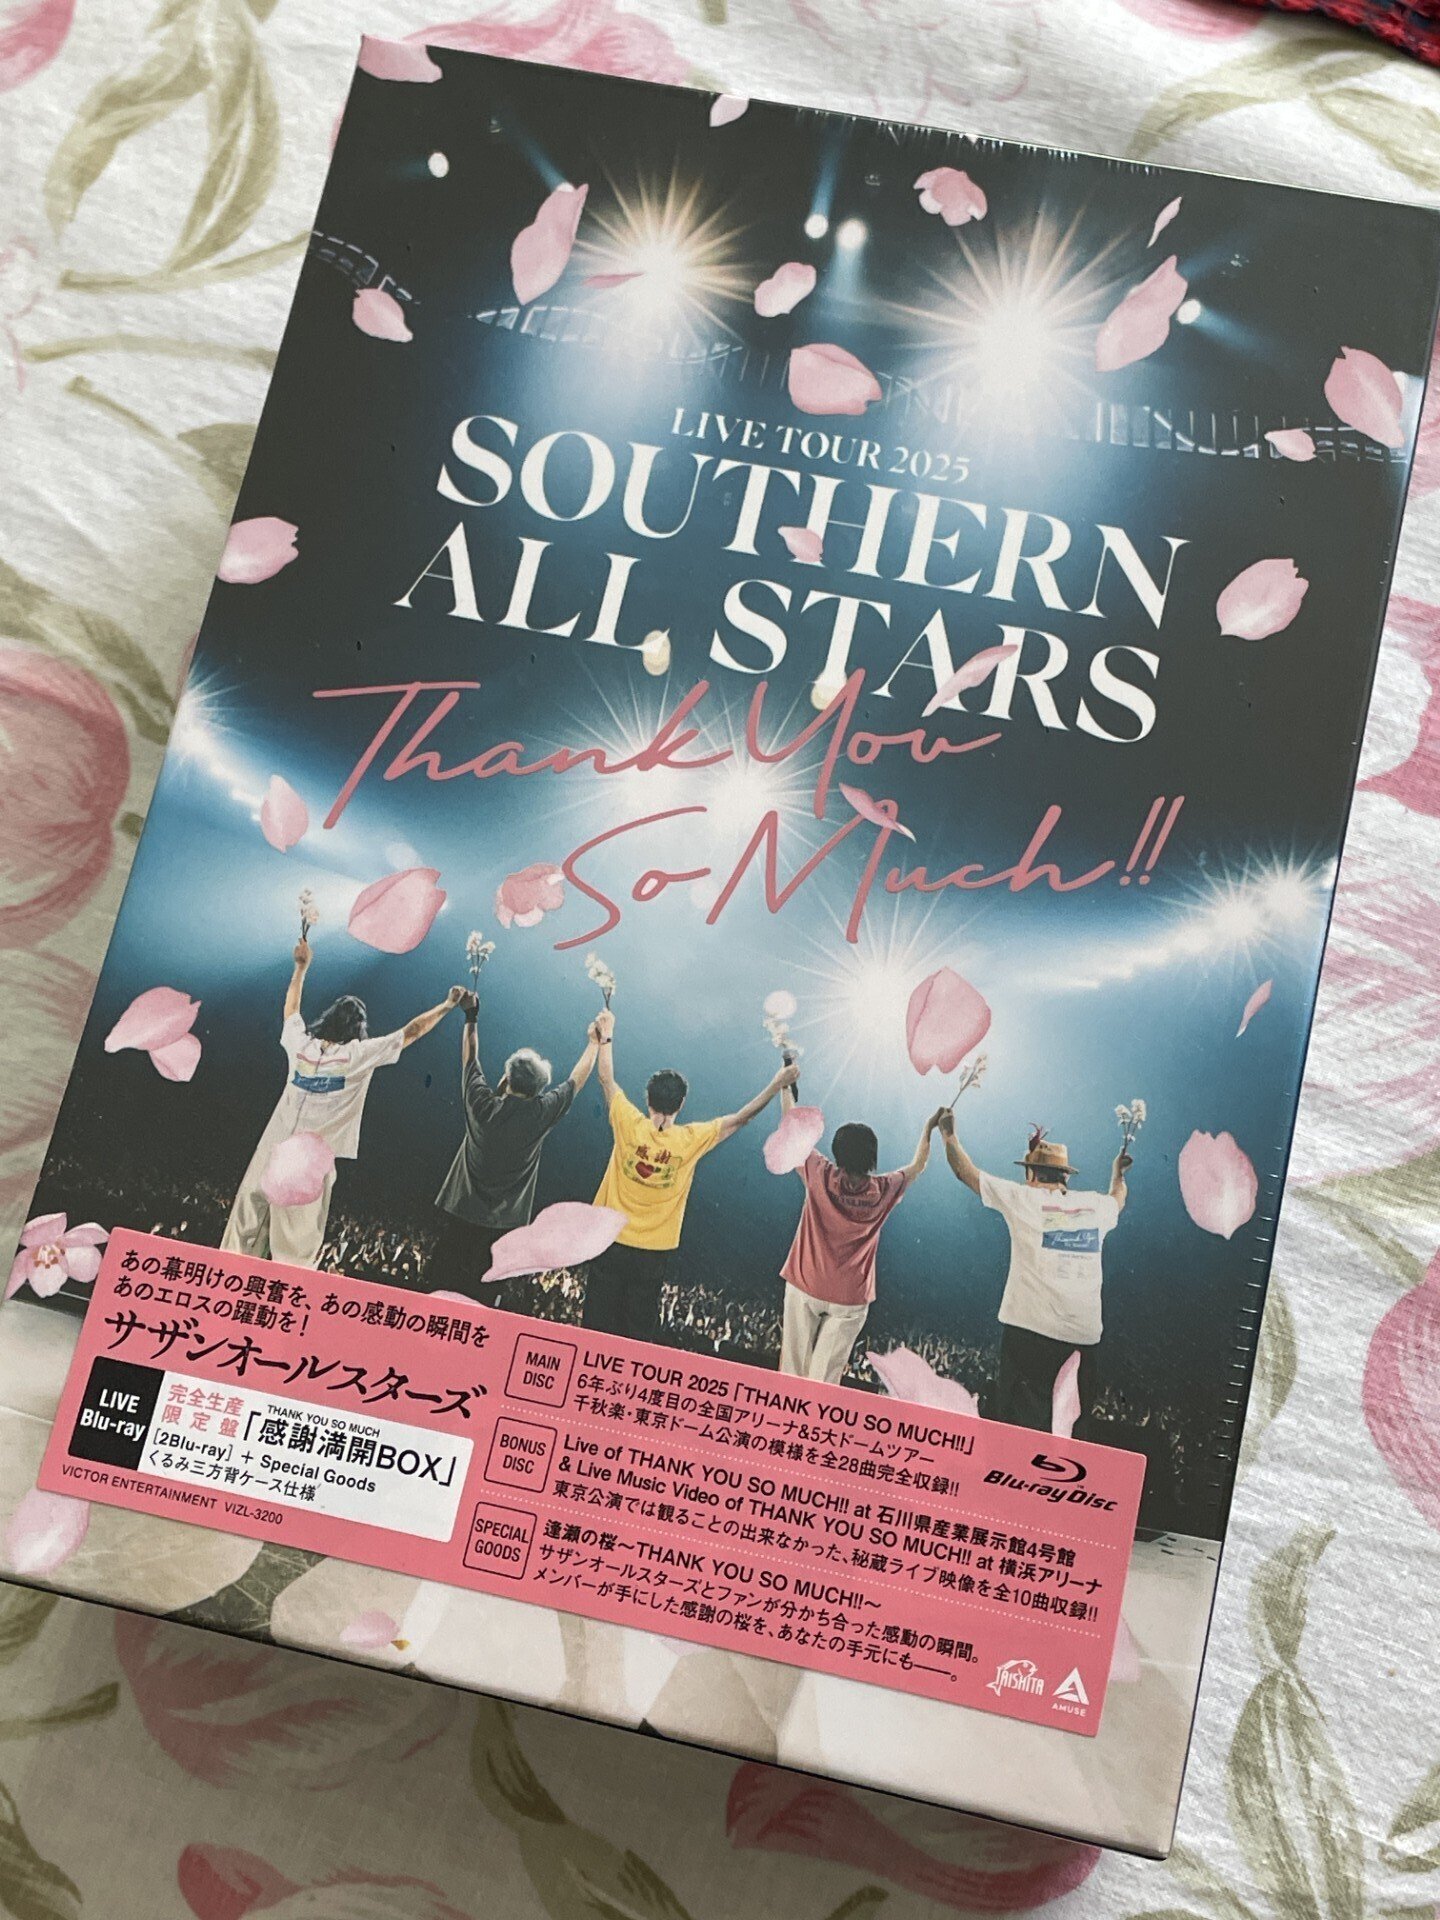 LIVE TOUR 2025
SOUTHERN
ALL STARS
Thank You
So Much!!
感謝
あの幕明けの興奮を、あの感動の瞬間を
あのエロスの躍動を!
サザンオールスターズ
LIVE
Blu-ray
完全生産
限定盤
THANK YOU SO MUCH
「感謝満開BOX」
[2Blu-ray] + Special Goods
くるみ三方背ケース仕様
VICTOR ENTERTAINMENT VIZL-3200
MAIN
DISC
LIVE TOUR 2025「THANK YOU SO MUCH!!」
6年ぶり4度目の全国アリーナ&5大ドームツアー
千秋楽・東京ドーム公演の模様を全28曲完全収録!!
Blu-ray Disc
BONUS
DISC
Live of THANK YOU SO MUCH!! at 石川県産業展示館4号館
& Live Music Video of THANK YOU SO MUCH!! at 横浜アリーナ
東京公演では観ることの出来なかった、秘蔵ライブ映像を全10曲収録!!
SPECIAL
GOODS
逢瀬の桜～THANK YOU SO MUCH!!～
サザンオールスターズとファンが分かち合った感動の瞬間。
メンバーが手にした感謝の桜を、あなたの手元にも――。
TAISHITA
AMUSE